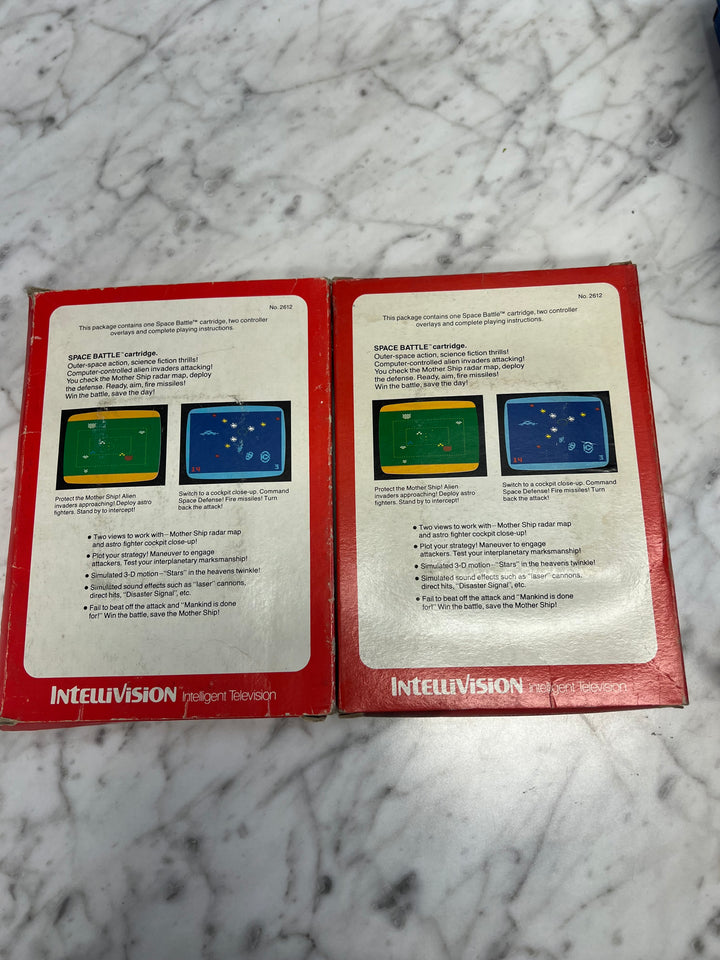 No. 2612
This package contains one Space Battle™ cartridge, two controller
overlays and complete playing instructions.
SPACE BATTLE™ cartridge.
Outer-space action, science fiction thrills!
Computer-controlled alien invaders attacking!
You check the Mother Ship radar map, deploy
the defense. Ready, aim, fire missiles!
Win the battle, save the day!
14 3
Protect the Mother Ship! Alien
invaders approaching! Deploy astro
fighters. Stand by to intercept!
Switch to a cockpit close-up. Command
Space Defense! Fire missiles! Turn
back the attack!
• Two views to work with—Mother Ship radar map
and astro fighter cockpit close-up!
• Plot your strategy! Maneuver to engage
attackers. Test your interplanetary marksmanship!
• Simulated 3-D motion—"Stars" in the heavens twinkle!
• Simulated sound effects such as "laser" cannons,
direct hits, "Disaster Signal", etc.
• Fail to beat off the attack and "Mankind is done
for!" Win the battle, save the Mother Ship!
INTELLIVISION Intelligent Television
No. 2612
This package contains one Space Battle™ cartridge, two controller
overlays and complete playing instructions.
SPACE BATTLE™ cartridge.
Outer-space action, science fiction thrills!
Computer-controlled alien invaders attacking!
You check the Mother Ship radar map, deploy
the defense. Ready, aim, fire missiles!
Win the battle, save the day!
14 3
Protect the Mother Ship! Alien
invaders approaching! Deploy astro
fighters. Stand by to intercept!
Switch to a cockpit close-up. Command
Space Defense! Fire missiles! Turn
back the attack!
• Two views to work with—Mother Ship radar map
and astro fighter cockpit close-up!
• Plot your strategy! Maneuver to engage
attackers. Test your interplanetary marksmanship!
• Simulated 3-D motion—"Stars" in the heavens twinkle!
• Simulated sound effects such as "laser" cannons,
direct hits, "Disaster Signal", etc.
• Fail to beat off the attack and "Mankind is done
for!" Win the battle, save the Mother Ship!
INTELLIVISION Intelligent Television